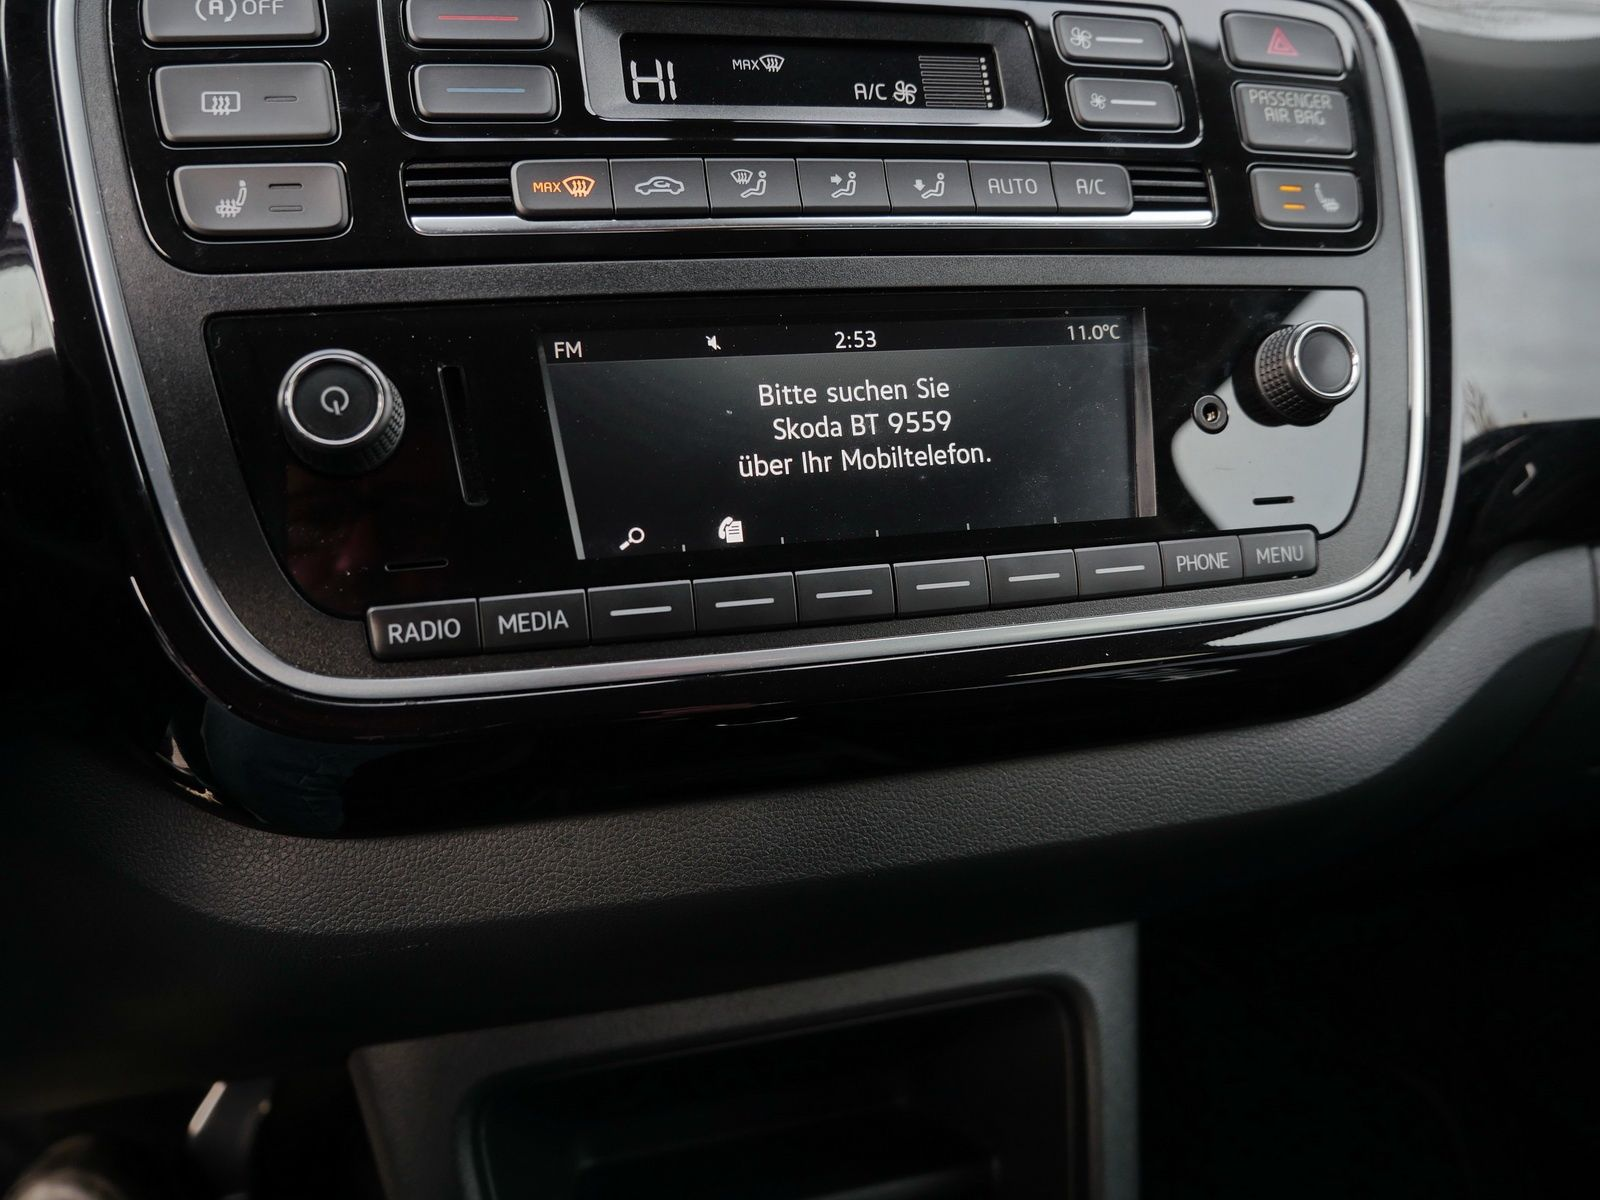 (A) OFF
HI
MAX
A/C
PASSENGER
AIR BAG
MAX
AUTO
A/C
FM
2:53
11.0°C
Bitte suchen Sie
Skoda BT 9559
über Ihr Mobiltelefon.
RADIO
MEDIA
PHONE
MENU